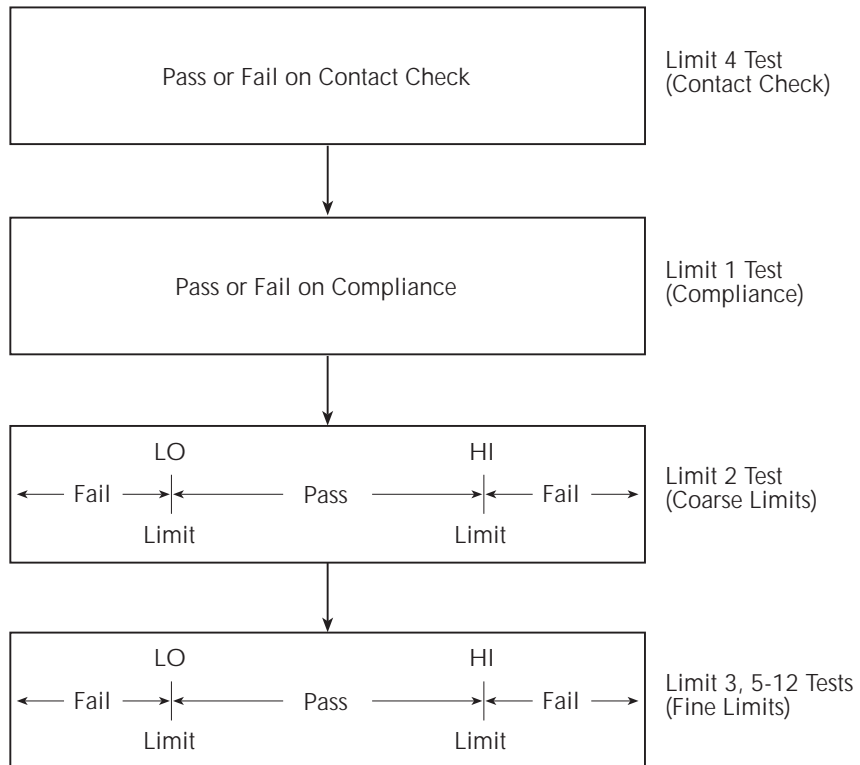 Pass or Fail on Contact Check
Limit 4 Test
(Contact Check)
Pass or Fail on Compliance
Limit 1 Test
(Compliance)
LO HI
Fail Pass Fail
Limit Limit
Limit 2 Test
(Coarse Limits)
LO HI
Fail Pass Fail
Limit Limit
Limit 3, 5-12 Tests
(Fine Limits)